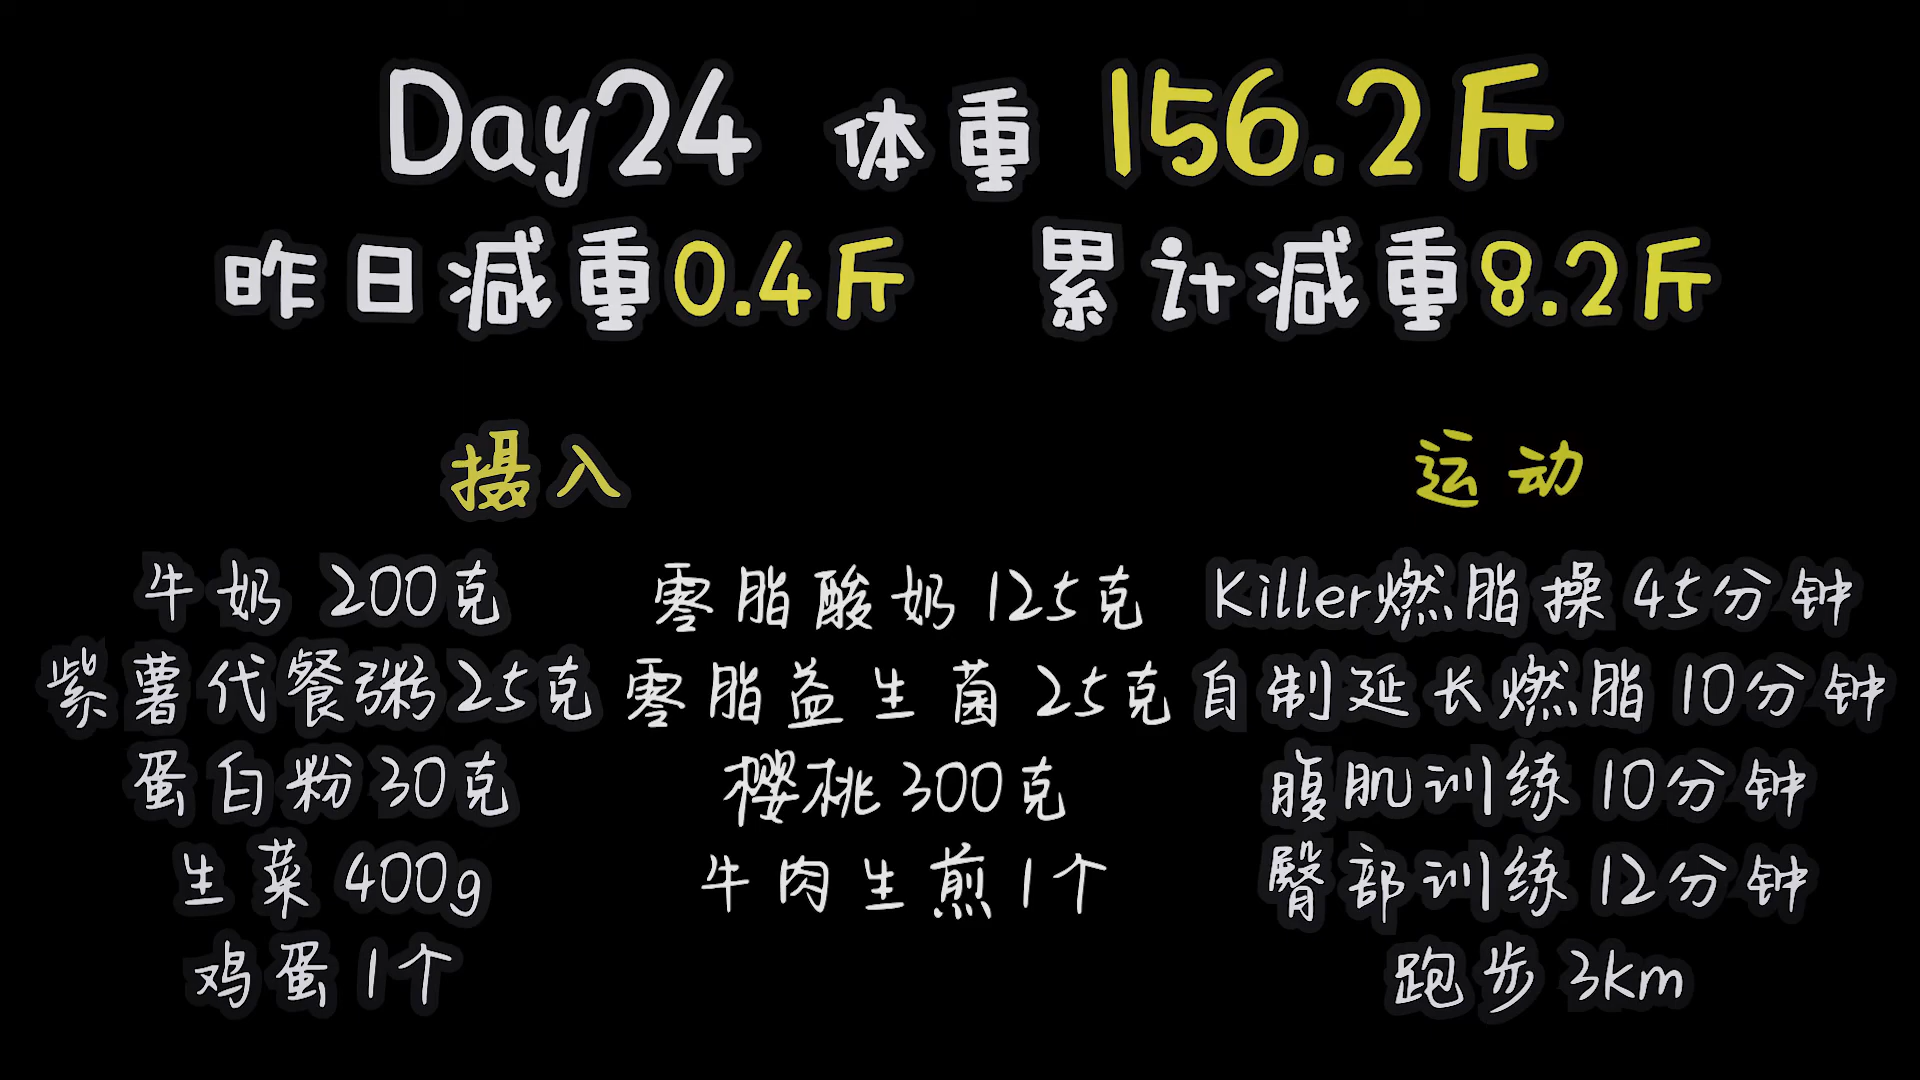 Day24 体重 156.2斤
昨日减重0.4斤 累计减重8.2斤
摄入
牛奶 200克
紫薯代餐粥25克
蛋白粉30克
生菜 400g
鸡蛋1个
零脂酸奶125克
零脂益生菌25克
樱桃300克
牛肉生煎1个
运动
Killer燃脂操 45分钟
自制延长燃脂 10分钟
腹肌训练 10分钟
臀部训练 12分钟
跑步 3km